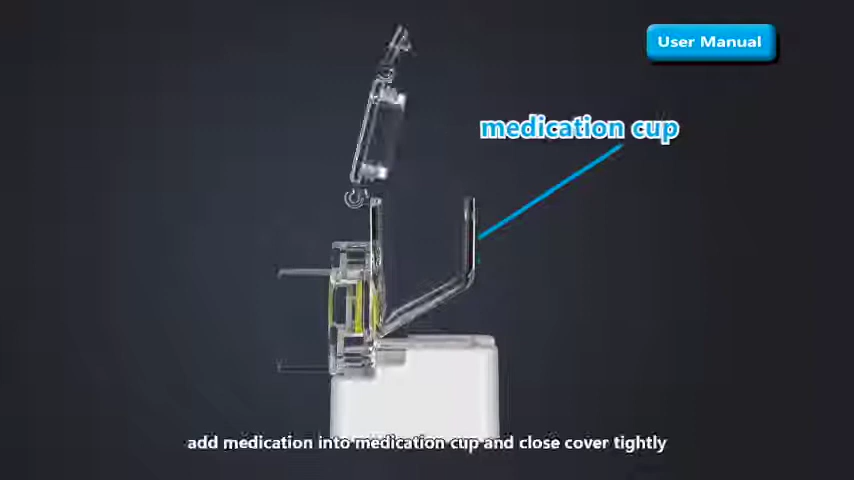 User Manual
medication cup
add medication into medication cup and close cover tightly